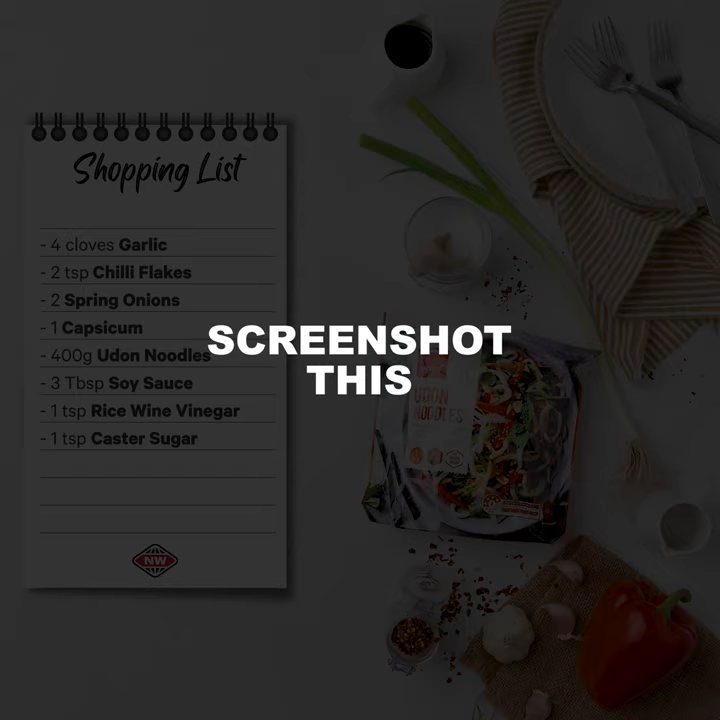 Shopping List
- 4 cloves Garlic
- 2 tsp Chilli Flakes
- 2 Spring Onions
- 1 Capsicum
- 400g Udon Noodles
- 3 Tbsp Soy Sauce
- 1 tsp Rice Wine Vinegar
- 1 tsp Caster Sugar
NW
SCREENSHOT
THIS
UDON
NOODLES